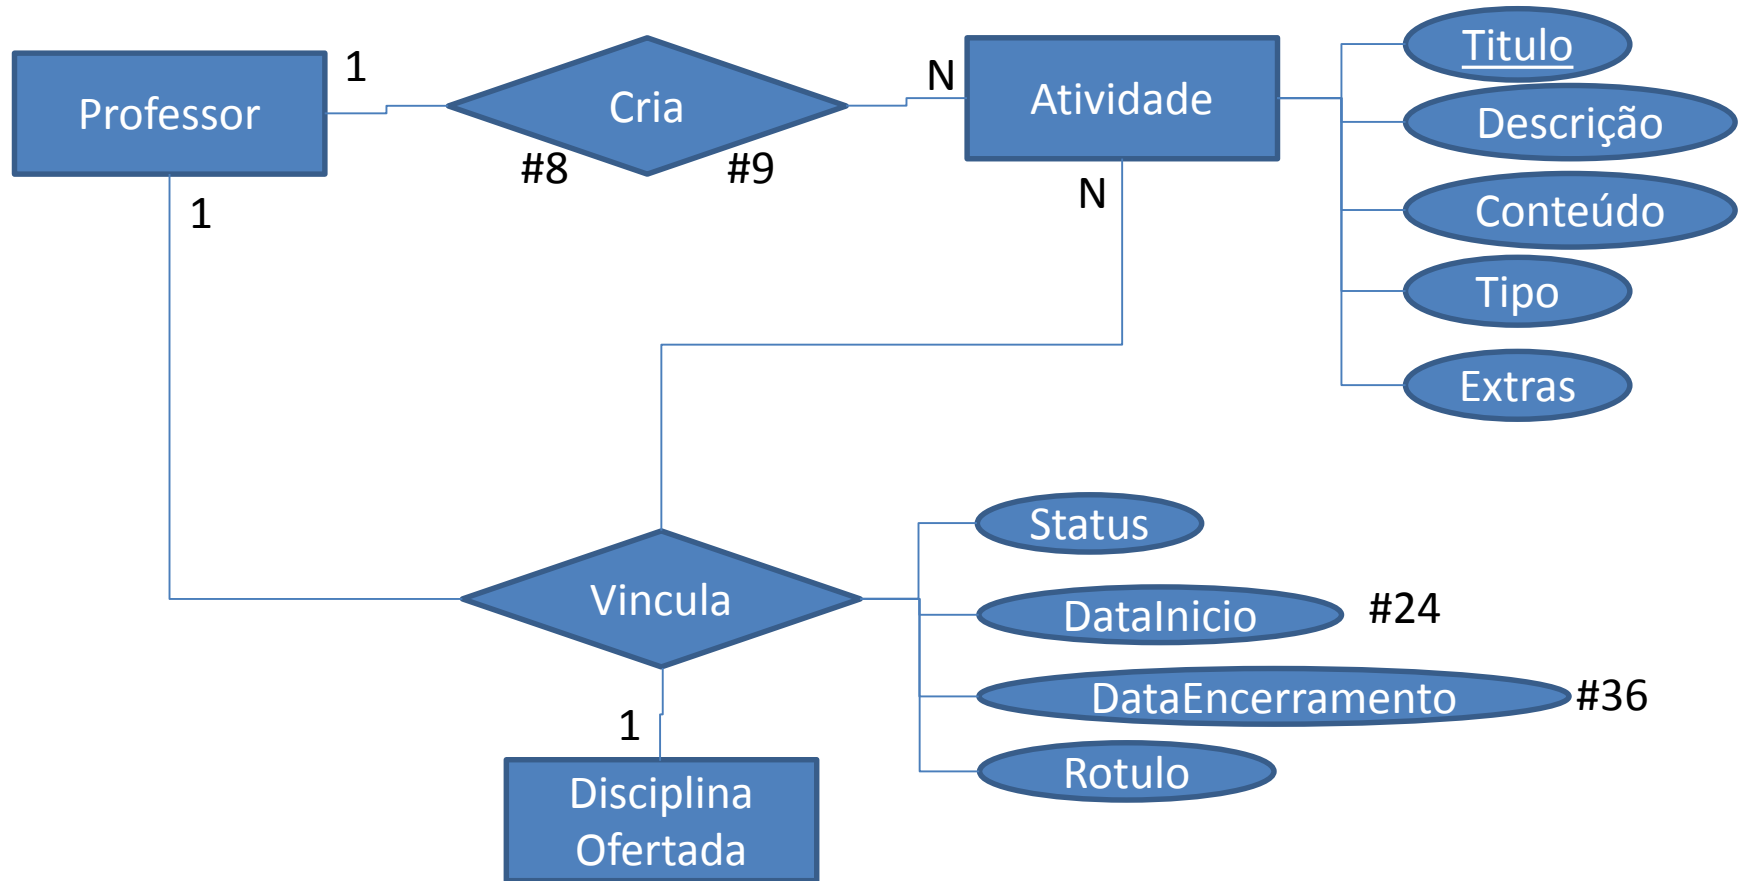 Professor
1
Cria
#8
#9
N
Atividade
N
1
Titulo
Descrição
Conteúdo
Tipo
Extras
Vincula
Status
DataInicio
#24
DataEncerramento
#36
Rotulo
1
Disciplina
Ofertada